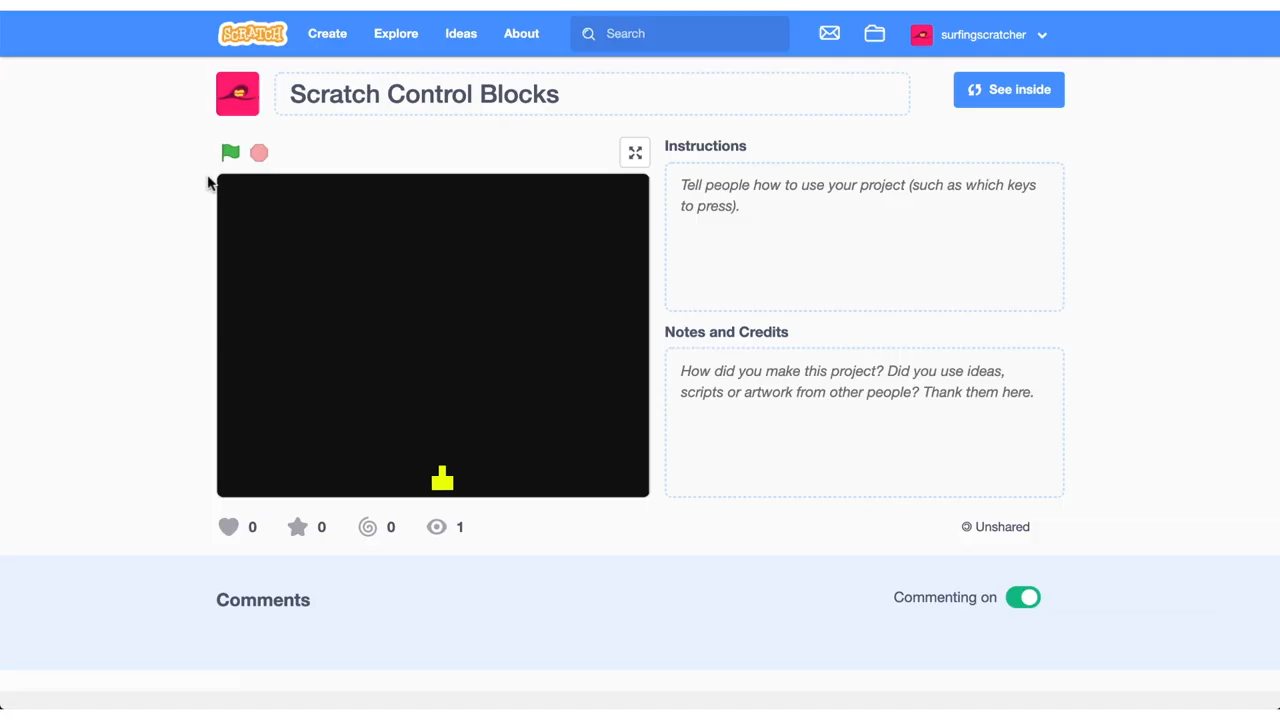 SCRATCH Create Explore Ideas About Search surfingscratcher
Scratch Control Blocks
See inside
Instructions
Tell people how to use your project (such as which keys
to press).
Notes and Credits
How did you make this project? Did you use ideas,
scripts or artwork from other people? Thank them here.
0 0 0 1
Unshared
Comments
Commenting on